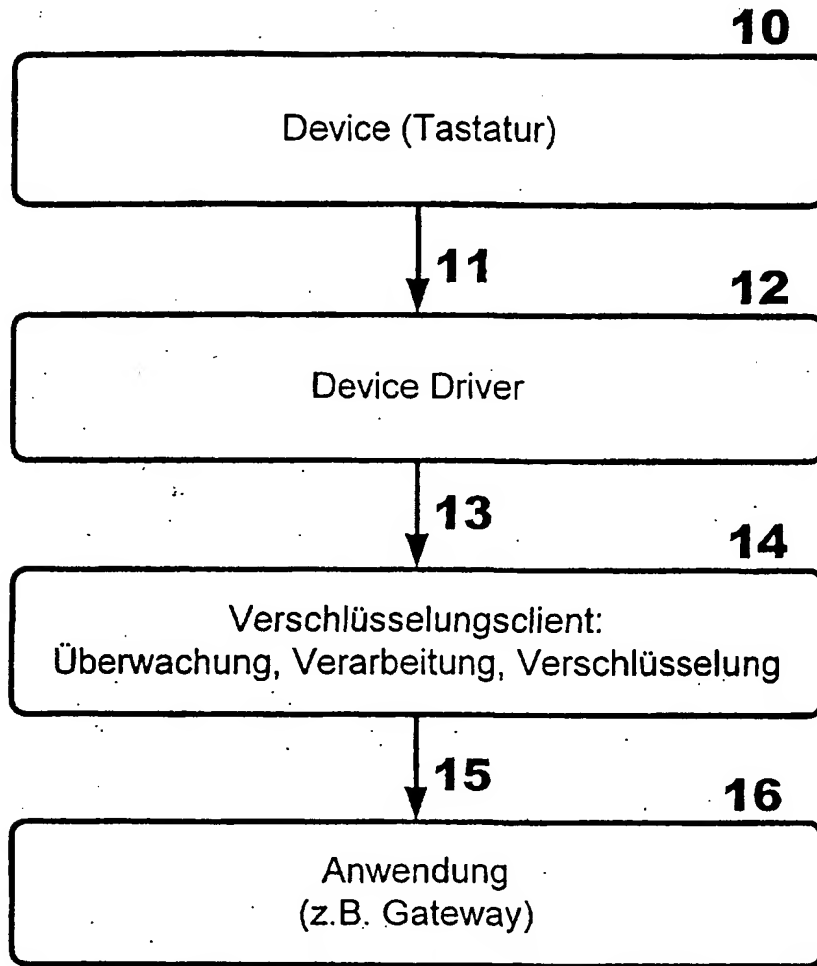 10
Device (Tastatur)
11
12
Device Driver
13
14
Verschlüsselungsclient:
Überwachung, Verarbeitung, Verschlüsselung
15
16
Anwendung
(z.B. Gateway)